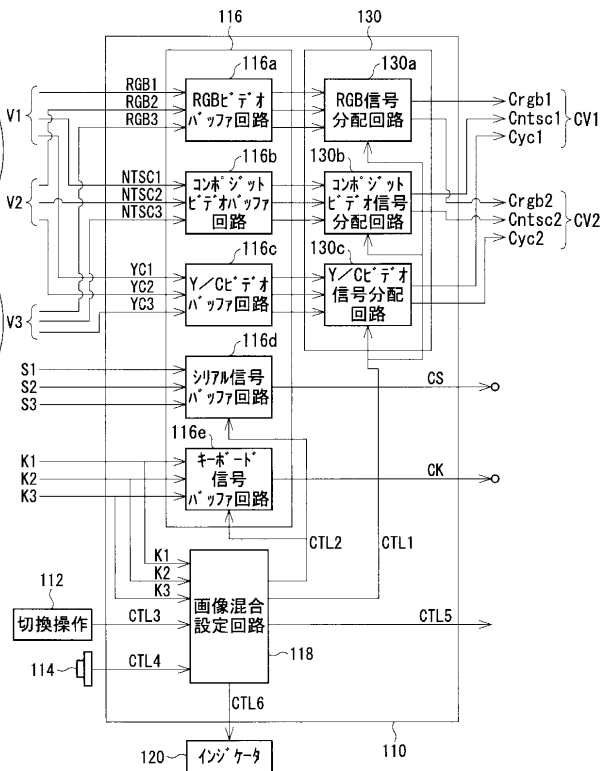 116
130
116a
130a
RGB1
RGB2
RGB3
V1
RGBﾋﾞﾃﾞｵ
ﾊﾞｯﾌｧ回路
RGB信号
分配回路
Crgb1
Cntsc1
Cyc1
CV1
116b
130b
NTSC1
NTSC2
NTSC3
V2
ｺﾝﾎﾟｼﾞｯﾄ
ﾋﾞﾃﾞｵﾊﾞｯﾌｧ
回路
ｺﾝﾎﾟｼﾞｯﾄ
ﾋﾞﾃﾞｵ信号
分配回路
Crgb2
Cntsc2
Cyc2
CV2
116c
130c
YC1
YC2
YC3
V3
Y/Cﾋﾞﾃﾞｵ
ﾊﾞｯﾌｧ回路
Y/Cﾋﾞﾃﾞｵ
信号分配
回路
116d
S1
S2
S3
ｼﾘｱﾙ信号
ﾊﾞｯﾌｧ回路
CS
116e
K1
K2
K3
ｷｰﾎﾞｰﾄﾞ
信号
ﾊﾞｯﾌｧ回路
CK
CTL2
CTL1
K1
K2
K3
112
切換操作
CTL3
画像混合
設定回路
CTL5
118
114
CTL4
CTL6
120
ｲﾝｼﾞｹｰﾀ
110